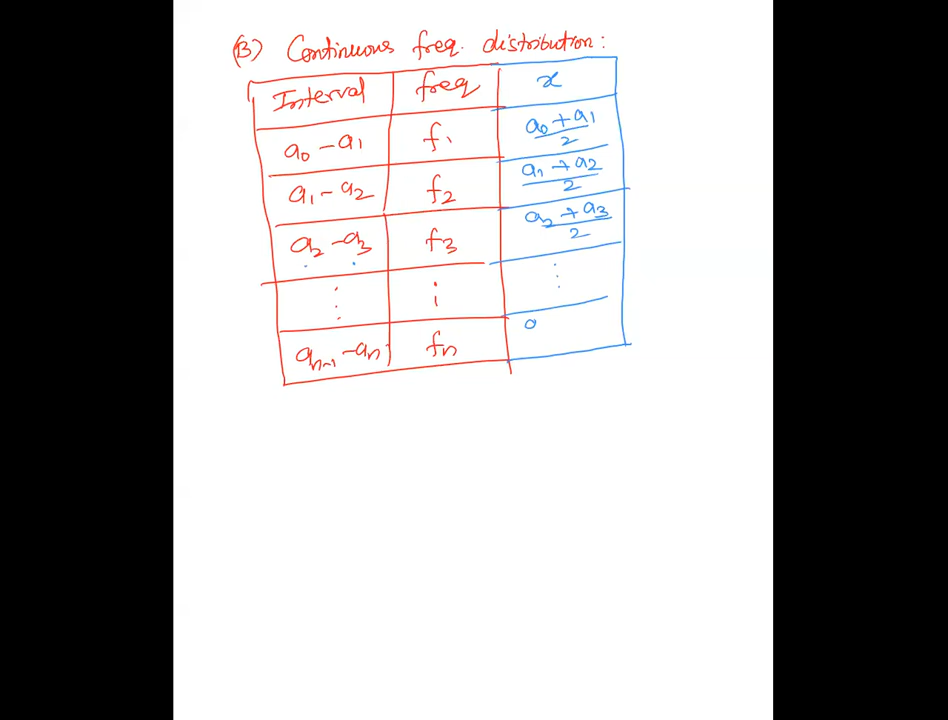 (B) Continuous freq. distribution:
Interval freq x
a₀ - a₁ f₁ (a₀ + a₁)/2
a₁ - a₂ f₂ (a₁ + a₂)/2
a₂ - a₃ f₃ (a₂ + a₃)/2
⋮ ⋮ ⋮
aₙ₋₁ - aₙ fₙ a